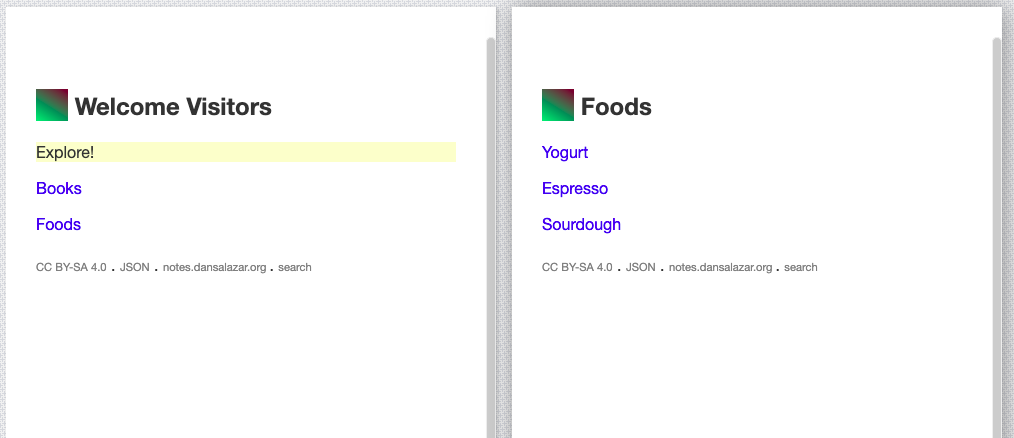 Welcome Visitors
Explore!
Books
Foods
CC BY-SA 4.0 . JSON . notes.dansalazar.org . search
Foods
Yogurt
Espresso
Sourdough
CC BY-SA 4.0 . JSON . notes.dansalazar.org . search